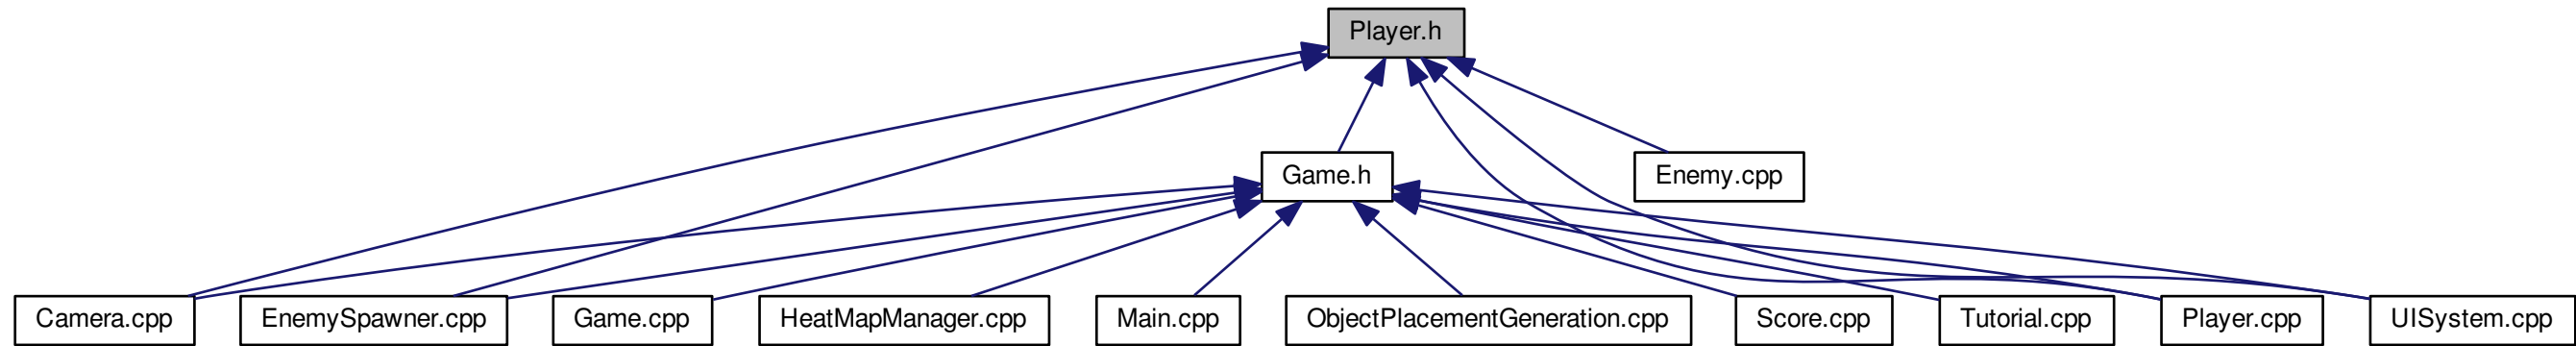 Player.h
Game.h
Enemy.cpp
Camera.cpp
EnemySpawner.cpp
Game.cpp
HeatMapManager.cpp
Main.cpp
ObjectPlacementGeneration.cpp
Score.cpp
Tutorial.cpp
Player.cpp
UISystem.cpp